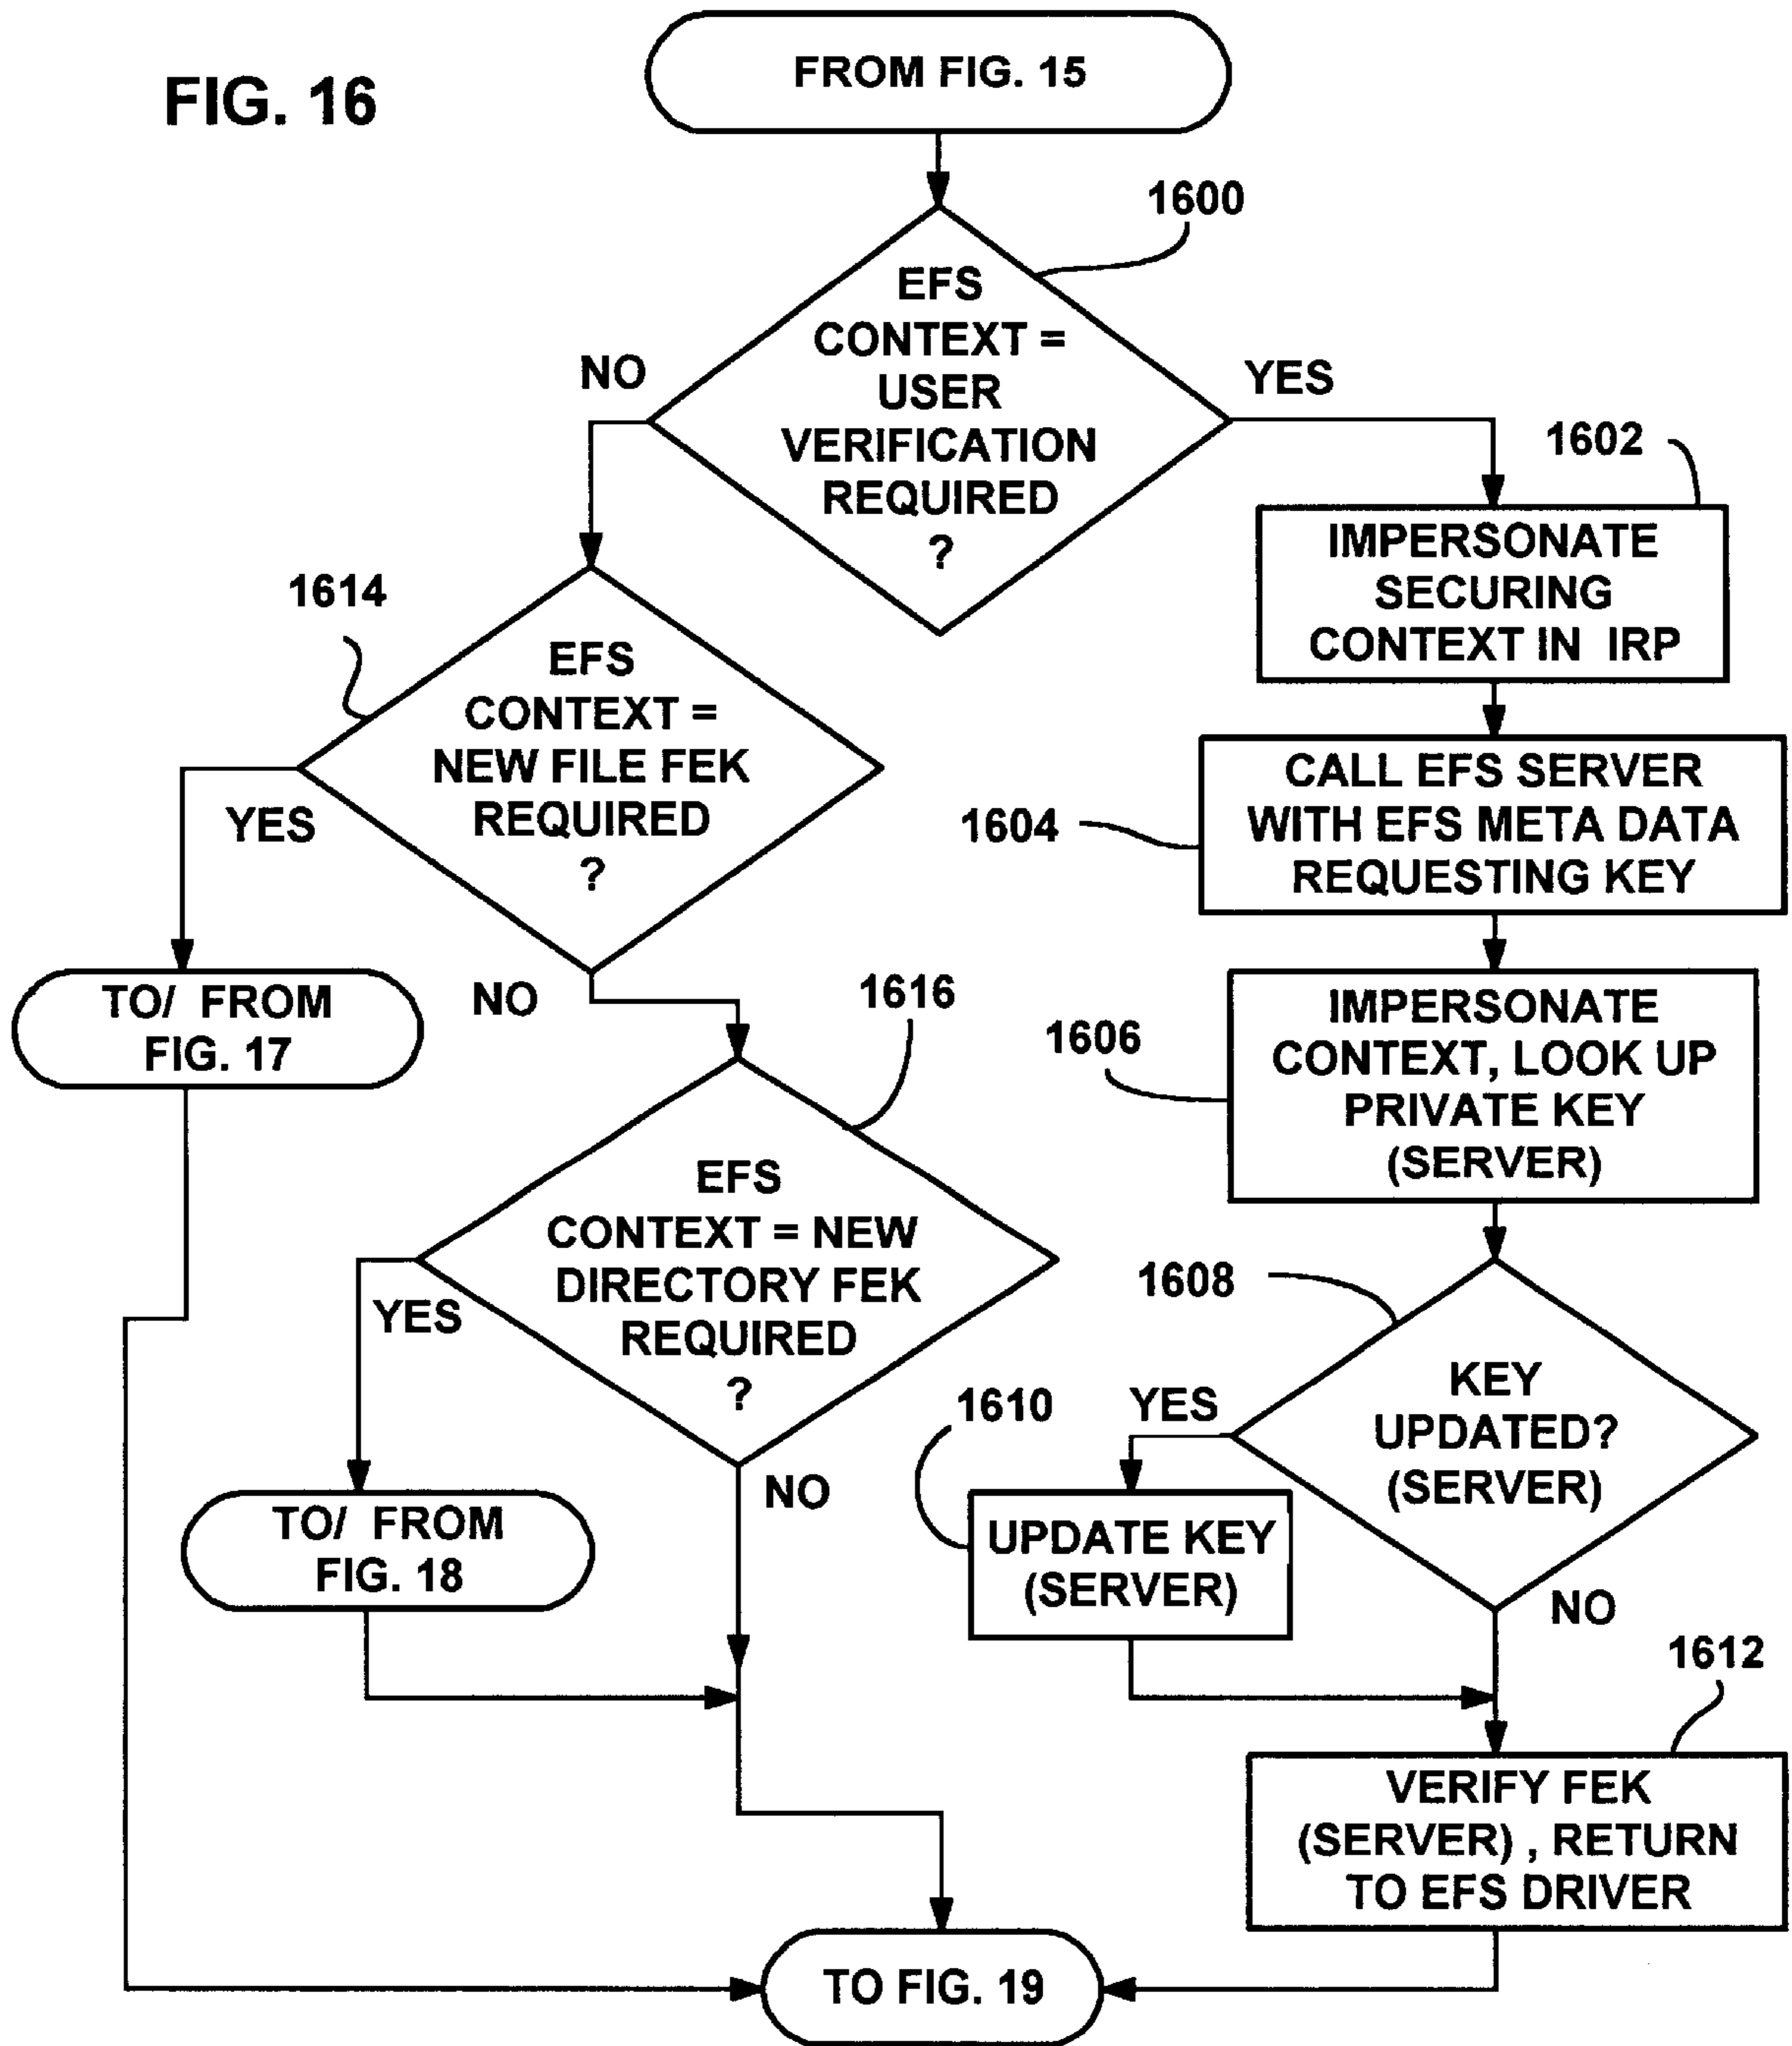 FIG. 16
FROM FIG. 15
1600
EFS
CONTEXT =
USER
VERIFICATION
REQUIRED
?
NO
YES
1602
IMPERSONATE
SECURING
CONTEXT IN IRP
1614
EFS
CONTEXT =
NEW FILE FEK
REQUIRED
?
YES
NO
1604
CALL EFS SERVER
WITH EFS META DATA
REQUESTING KEY
TO/ FROM
FIG. 17
1616
1606
IMPERSONATE
CONTEXT, LOOK UP
PRIVATE KEY
(SERVER)
EFS
CONTEXT = NEW
DIRECTORY FEK
REQUIRED
?
YES
NO
1608
KEY
UPDATED?
(SERVER)
YES
NO
1610
UPDATE KEY
(SERVER)
TO/ FROM
FIG. 18
1612
VERIFY FEK
(SERVER) , RETURN
TO EFS DRIVER
TO FIG. 19